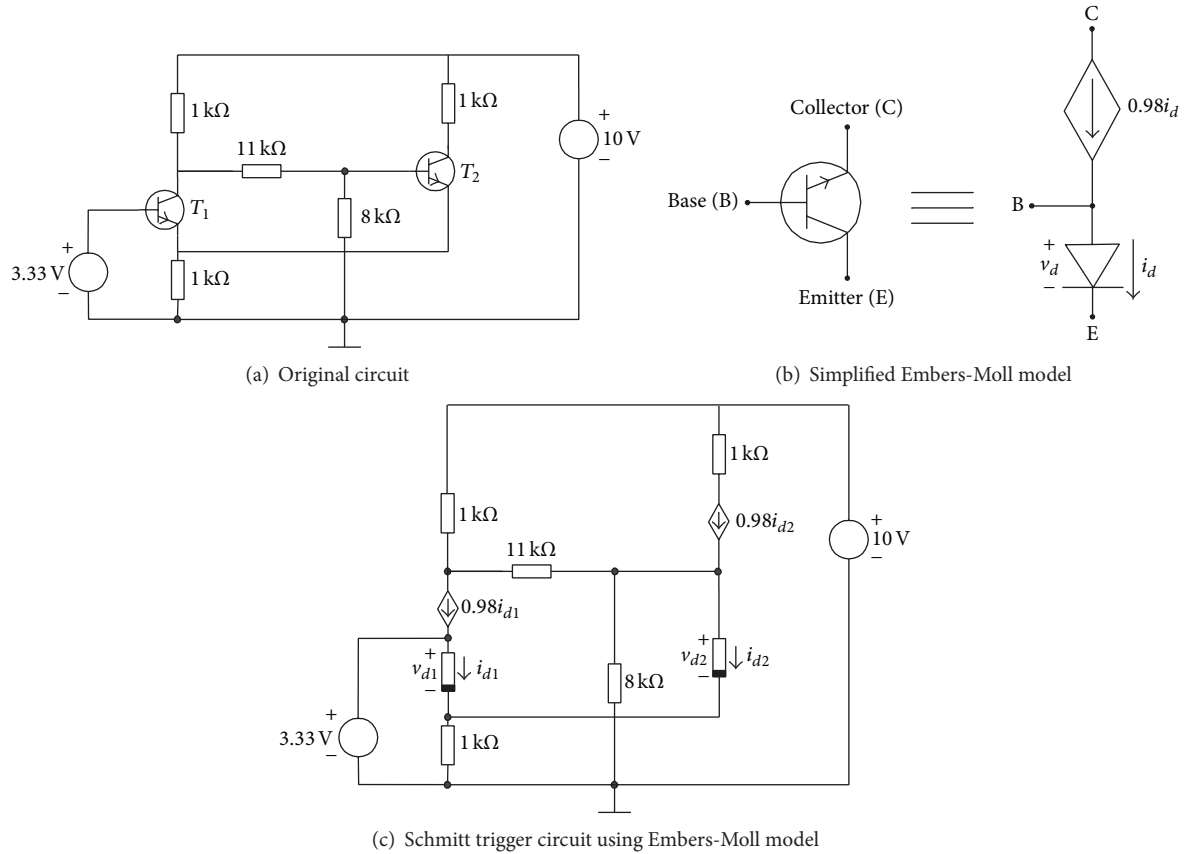 1 kΩ
1 kΩ
+
10 V
−
11 kΩ
T2
T1
8 kΩ
+
3.33 V
−
1 kΩ
(a) Original circuit
C
Collector (C)
0.98id
Base (B)
B
+
vd
−
id
Emitter (E)
E
(b) Simplified Embers-Moll model
1 kΩ
1 kΩ
0.98id2
+
10 V
−
11 kΩ
0.98id1
+
vd1
−
id1
+
vd2
−
id2
8 kΩ
+
3.33 V
−
1 kΩ
(c) Schmitt trigger circuit using Embers-Moll model